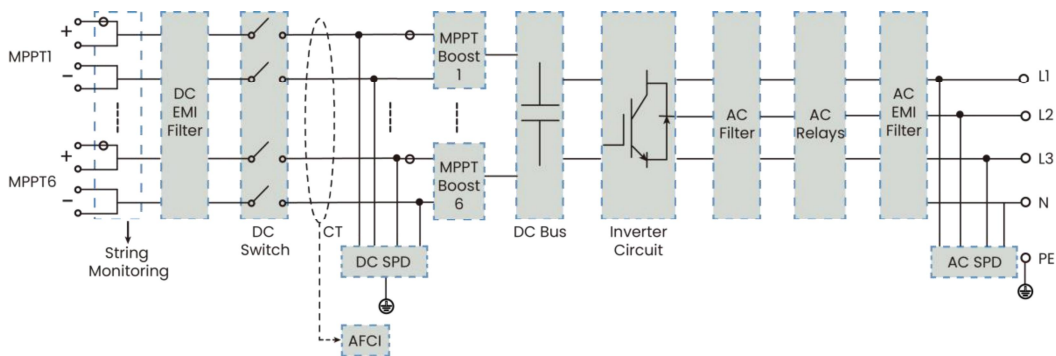 MPPT1
+
−
MPPT6
+
−
String
Monitoring
DC
EMI
Filter
DC
Switch
CT
AFCI
DC SPD
MPPT
Boost
1
MPPT
Boost
6
DC Bus
Inverter
Circuit
AC
Filter
AC
Relays
AC
EMI
Filter
AC SPD
L1
L2
L3
N
PE